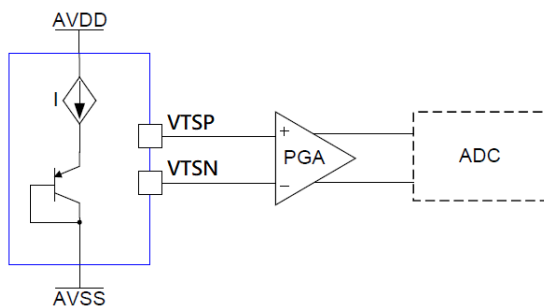 AVDD
I
VTSP
+
PGA
ADC
VTSN
−
AVSS